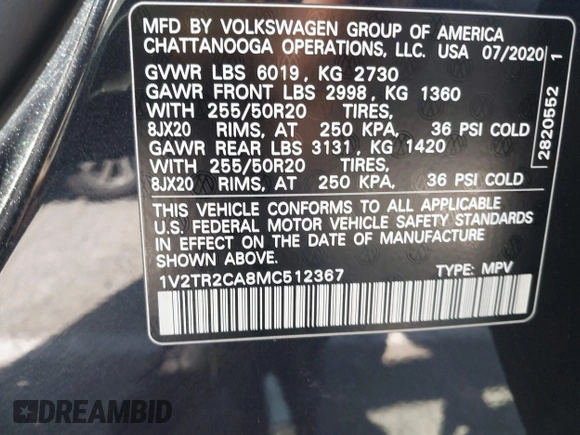 MFD BY VOLKSWAGEN GROUP OF AMERICA
CHATTANOOGA OPERATIONS, LLC. USA 07/2020
GVWR LBS 6019, KG 2730
GAWR FRONT LBS 2998, KG 1360
WITH 255/50R20 TIRES,
8JX20 RIMS, AT 250 KPA, 36 PSI COLD
GAWR REAR LBS 3131, KG 1420
WITH 255/50R20 TIRES,
8JX20 RIMS, AT 250 KPA, 36 PSI COLD
THIS VEHICLE CONFORMS TO ALL APPLICABLE
U.S. FEDERAL MOTOR VEHICLE SAFETY STANDARDS
IN EFFECT ON THE DATE OF MANUFACTURE
SHOWN ABOVE.
1V2TR2CA8MC512367 TYPE: MPV
2820552 1
DREAMBID